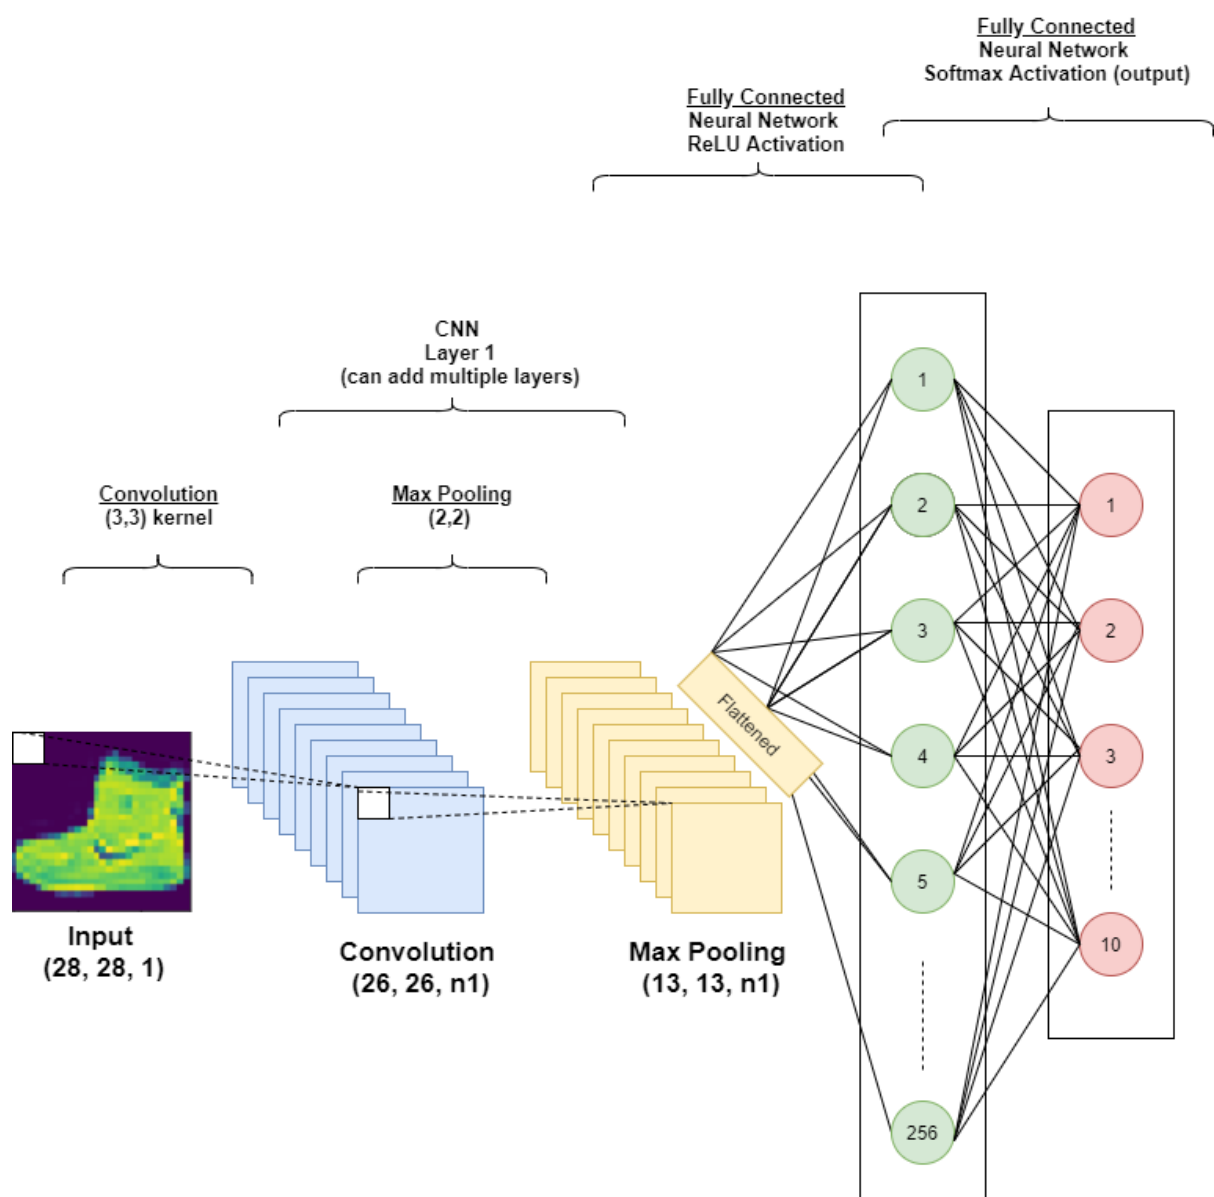 Fully Connected
Neural Network
Softmax Activation (output)
Fully Connected
Neural Network
ReLU Activation
CNN
Layer 1
(can add multiple layers)
Convolution
(3,3) kernel
Max Pooling
(2,2)
1
2
3
4
5
256
1
2
3
10
Flattened
Input
(28, 28, 1)
Convolution
(26, 26, n1)
Max Pooling
(13, 13, n1)